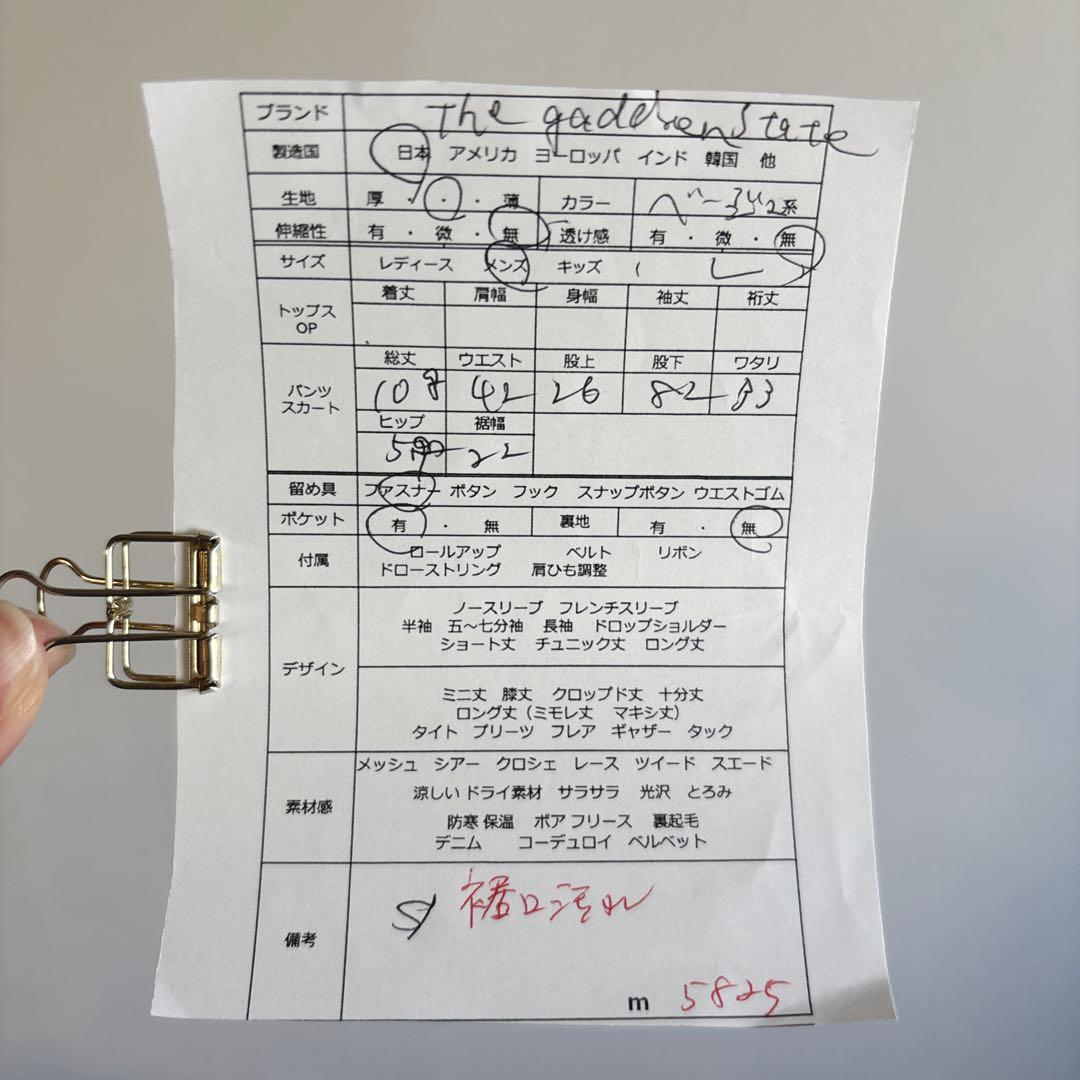 ブランド The gaddren State
製造国 日本 アメリカ ヨーロッパ インド 韓国 他
生地 厚・・・薄 カラー ベージュ系
伸縮性 有・微・無 透け感 有・微・無
サイズ レディース メンズ キッズ ( L )
着丈 肩幅 身幅 袖丈 裄丈
トップス
OP
総丈 ウエスト 股上 股下 ワタリ
パンツ
スカート
108 42 26 82 33
ヒップ 裾幅
22
留め具 ファスナー ボタン フック スナップボタン ウエストゴム
ポケット 有・無 裏地 有・無
付属 ロールアップ ベルト リボン
ドローストリング 肩ひも調整
デザイン
ノースリーブ フレンチスリーブ
半袖 五〜七分袖 長袖 ドロップショルダー
ショート丈 チュニック丈 ロング丈
ミニ丈 膝丈 クロップド丈 十分丈
ロング丈（ミモレ丈 マキシ丈）
タイト プリーツ フレア ギャザー タック
素材感
メッシュ シアー クロシェ レース ツイード スエード
涼しい ドライ素材 サラサラ 光沢 とろみ
防寒 保温 ボア フリース 裏起毛
デニム コーデュロイ ベルベット
備考 裾口汚れ
m 5825